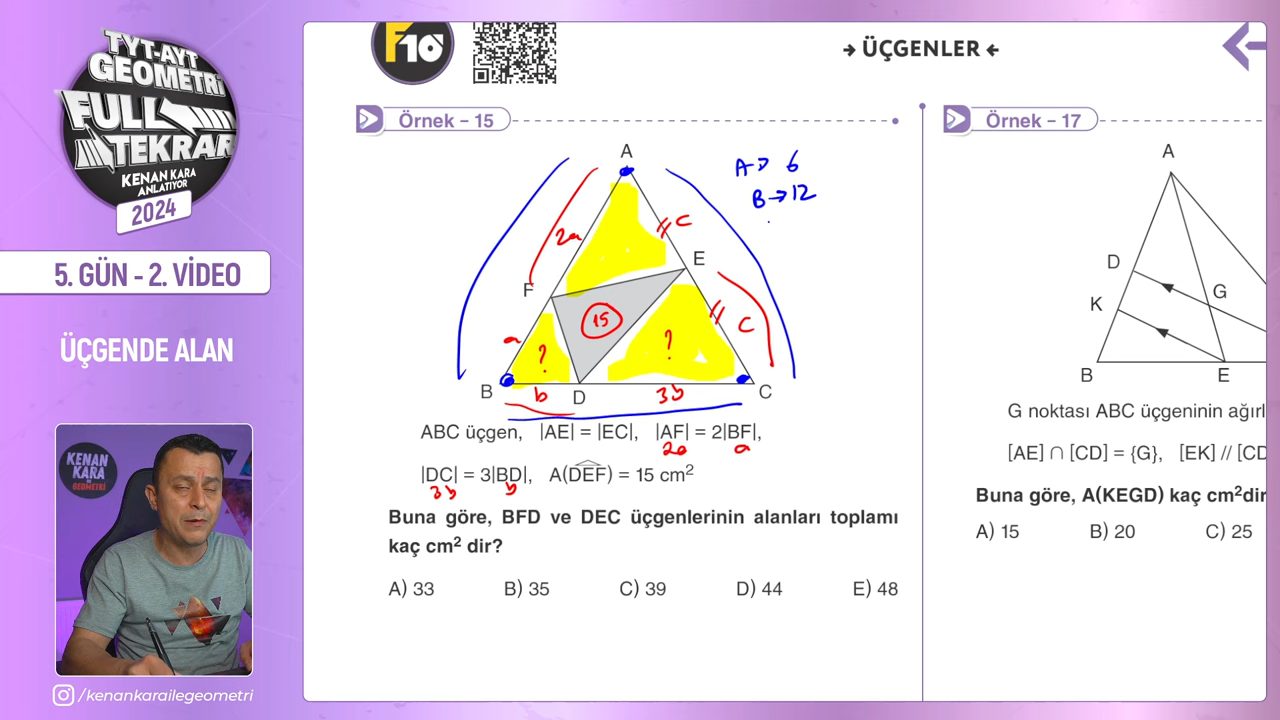 TYT-AYT
GEOMETRİ
FULL
TEKRAR
KENAN KARA
ANLATIYOR
2024
5. GÜN - 2. VİDEO
ÜÇGENDE ALAN
KENAN
KARA
GEOMETRİ
/kenankarailegeometri
F10
→ ÜÇGENLER ←
Örnek – 15
A
A→ 6
B→12
2a
c
E
F
15
a
?
?
c
B
b
D
3b
C
ABC üçgen, |AE| = |EC|, |AF| = 2|BF|,
2a a
|DC| = 3|BD|, A(DEF) = 15 cm²
3b b
Buna göre, BFD ve DEC üçgenlerinin alanları toplamı
kaç cm² dir?
A) 33 B) 35 C) 39 D) 44 E) 48
Örnek – 17
A
D
G
K
B
E
G noktası ABC üçgeninin ağırl
[AE] ∩ [CD] = {G}, [EK] // [CD
Buna göre, A(KEGD) kaç cm²dir
A) 15 B) 20 C) 25